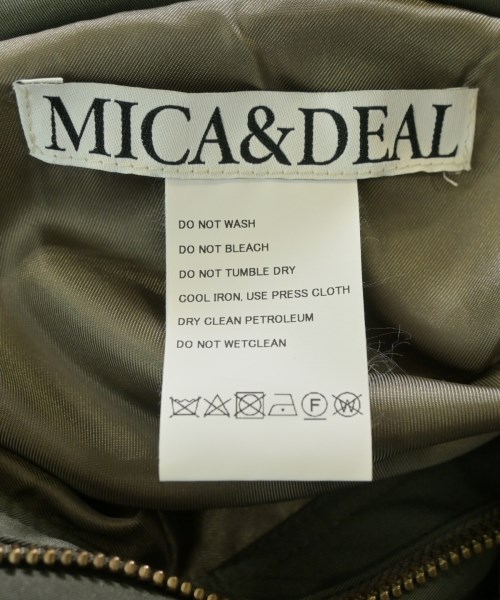 MICA&DEAL
DO NOT WASH
DO NOT BLEACH
DO NOT TUMBLE DRY
COOL IRON, USE PRESS CLOTH
DRY CLEAN PETROLEUM
DO NOT WETCLEAN
F W